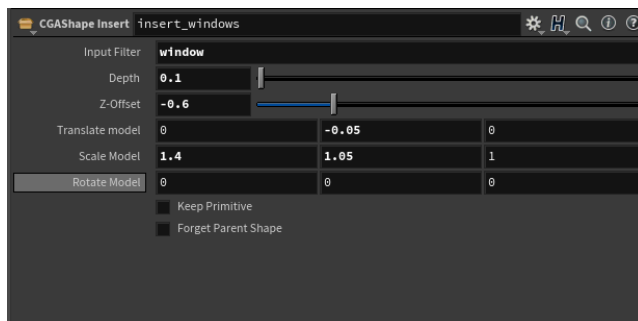 CGAShape Insert insert_windows
Input Filter window
Depth 0.1
Z-Offset -0.6
Translate model 0 -0.05 0
Scale Model 1.4 1.05 1
Rotate Model 0 0 0
Keep Primitive
Forget Parent Shape